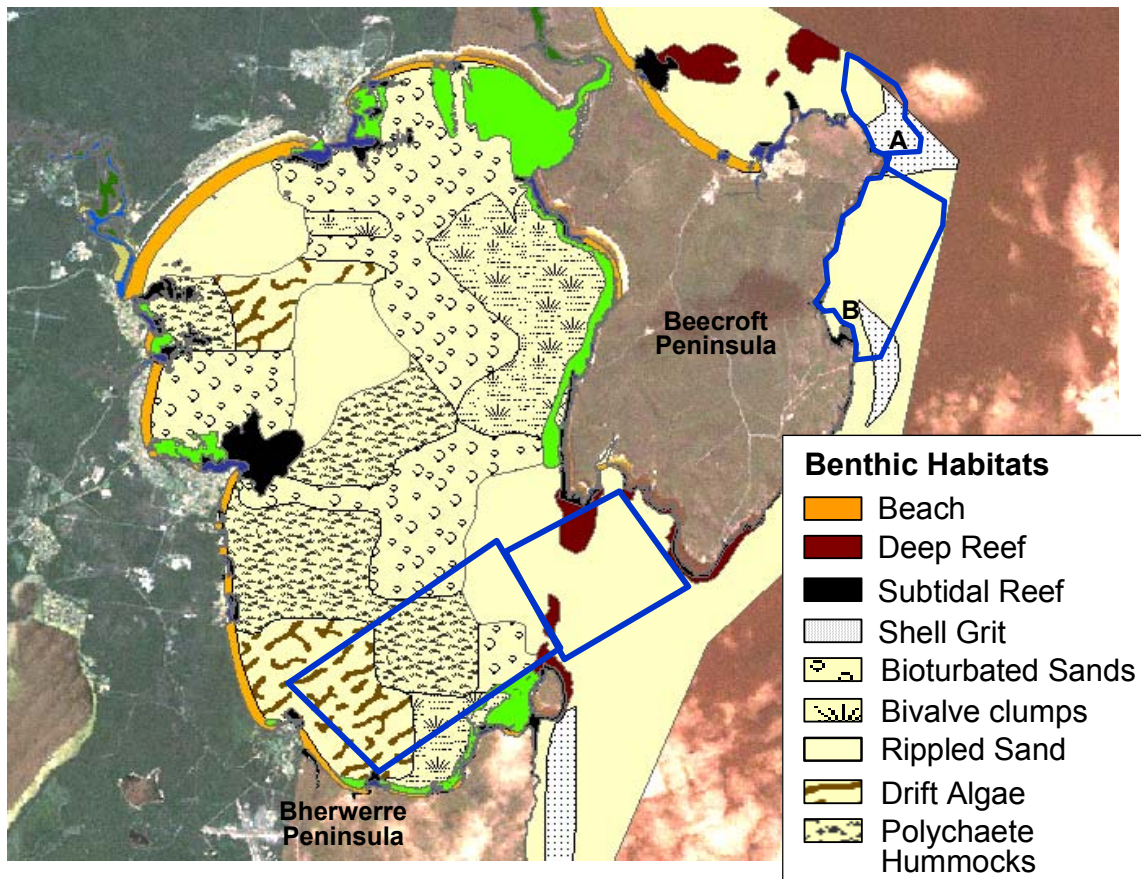 A
B
Beecroft
Peninsula
Bherwerre
Peninsula
Benthic Habitats
Beach
Deep Reef
Subtidal Reef
Shell Grit
Bioturbated Sands
Bivalve clumps
Rippled Sand
Drift Algae
Polychaete
Hummocks